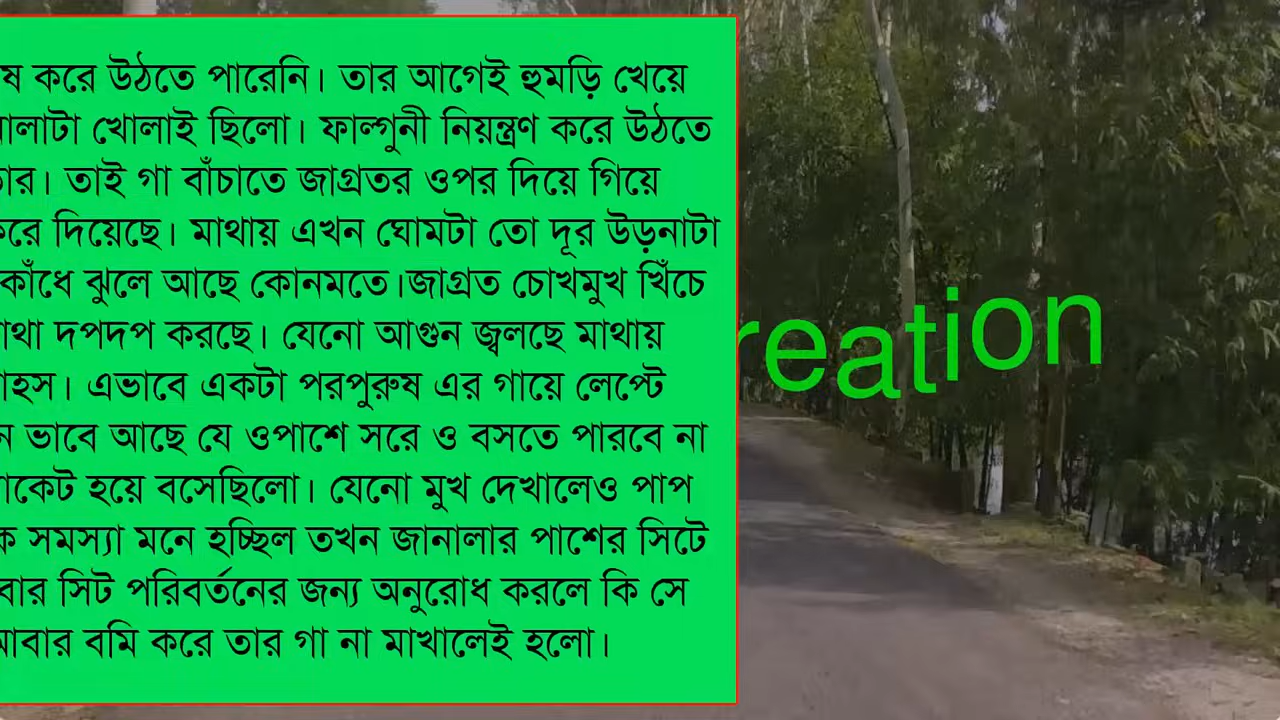 করে উঠতে পারেনি। তার আগেই হুমড়ি খেয়ে
খোলাই ছিলো। ফাল্গুনী নিয়ন্ত্রণ করে উঠতে
তাই গা বাঁচাতে জাগ্রতর ওপর দিয়ে গিয়ে
দিয়েছে। মাথায় এখন ঘোমটা তো দূর উড়নাটা
কাঁধে ঝুলে আছে কোনমতে।জাগ্রত চোখমুখ খিঁচে
দপদপ করছে। যেনো আগুন জ্বলছে মাথায়
এভাবে একটা পরপুরুষ এর গায়ে লেপ্টে
ভাবে আছে যে ওপাশে সরে ও বসতে পারবে না
হয়ে বসেছিলো। যেনো মুখ দেখালেও পাপ
সমস্যা মনে হচ্ছিল তখন জানালার পাশের সিটে
সিট পরিবর্তনের জন্য অনুরোধ করলে কি সে
বমি করে তার গা না মাখালেই হলো।
reation